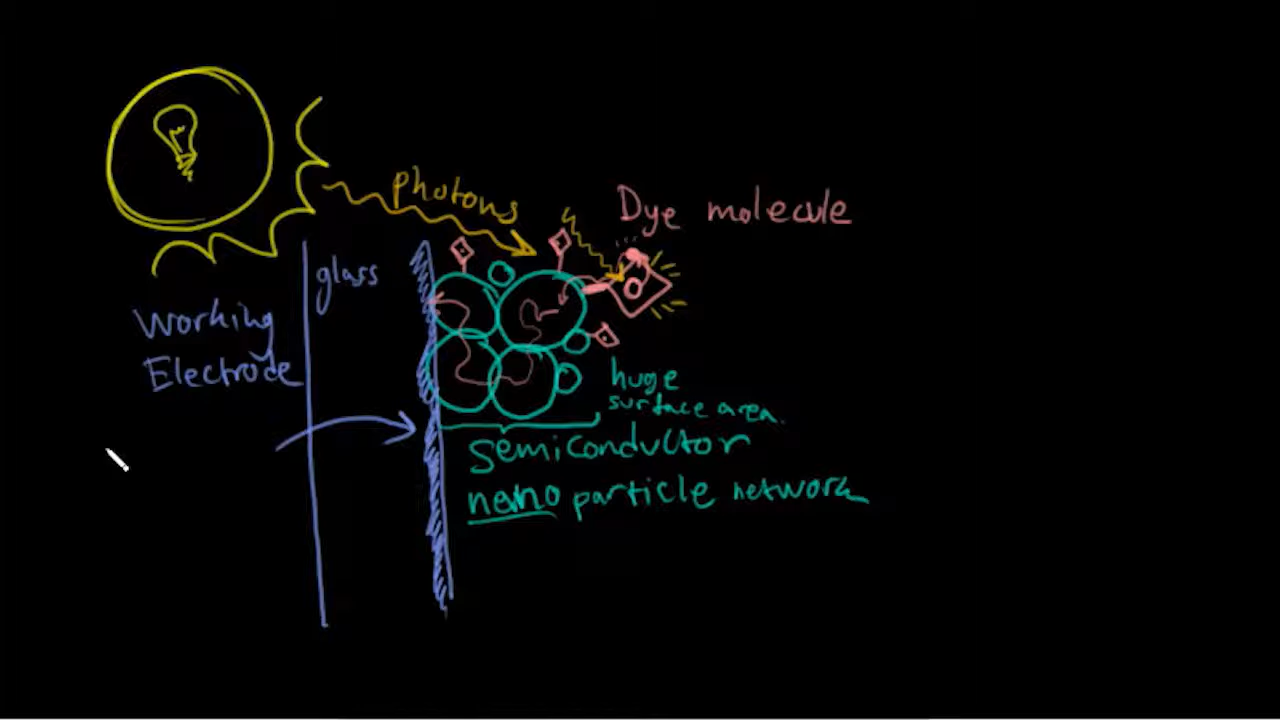 photons
Dye molecule
glass
Working
Electrode
huge
surface area.
Semiconductor
nano particle network